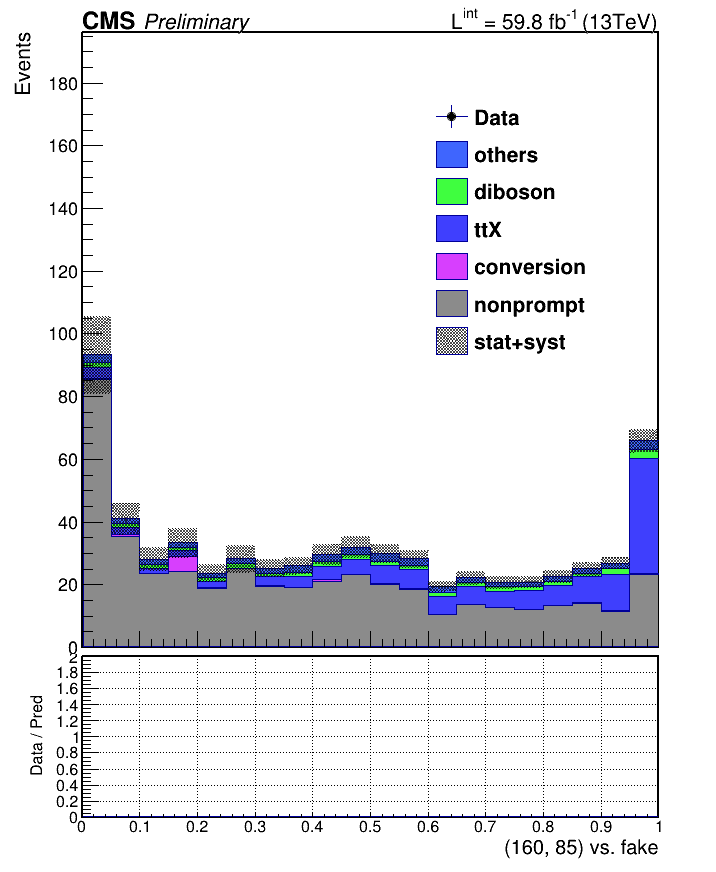 CMS Preliminary
L^int = 59.8 fb^-1 (13TeV)
Events
180
160
140
120
100
80
60
40
20
0
Data
others
diboson
ttX
conversion
nonprompt
stat+syst
Data / Pred
2
1.8
1.6
1.4
1.2
1
0.8
0.6
0.4
0.2
0
0 0.1 0.2 0.3 0.4 0.5 0.6 0.7 0.8 0.9 1
(160, 85) vs. fake